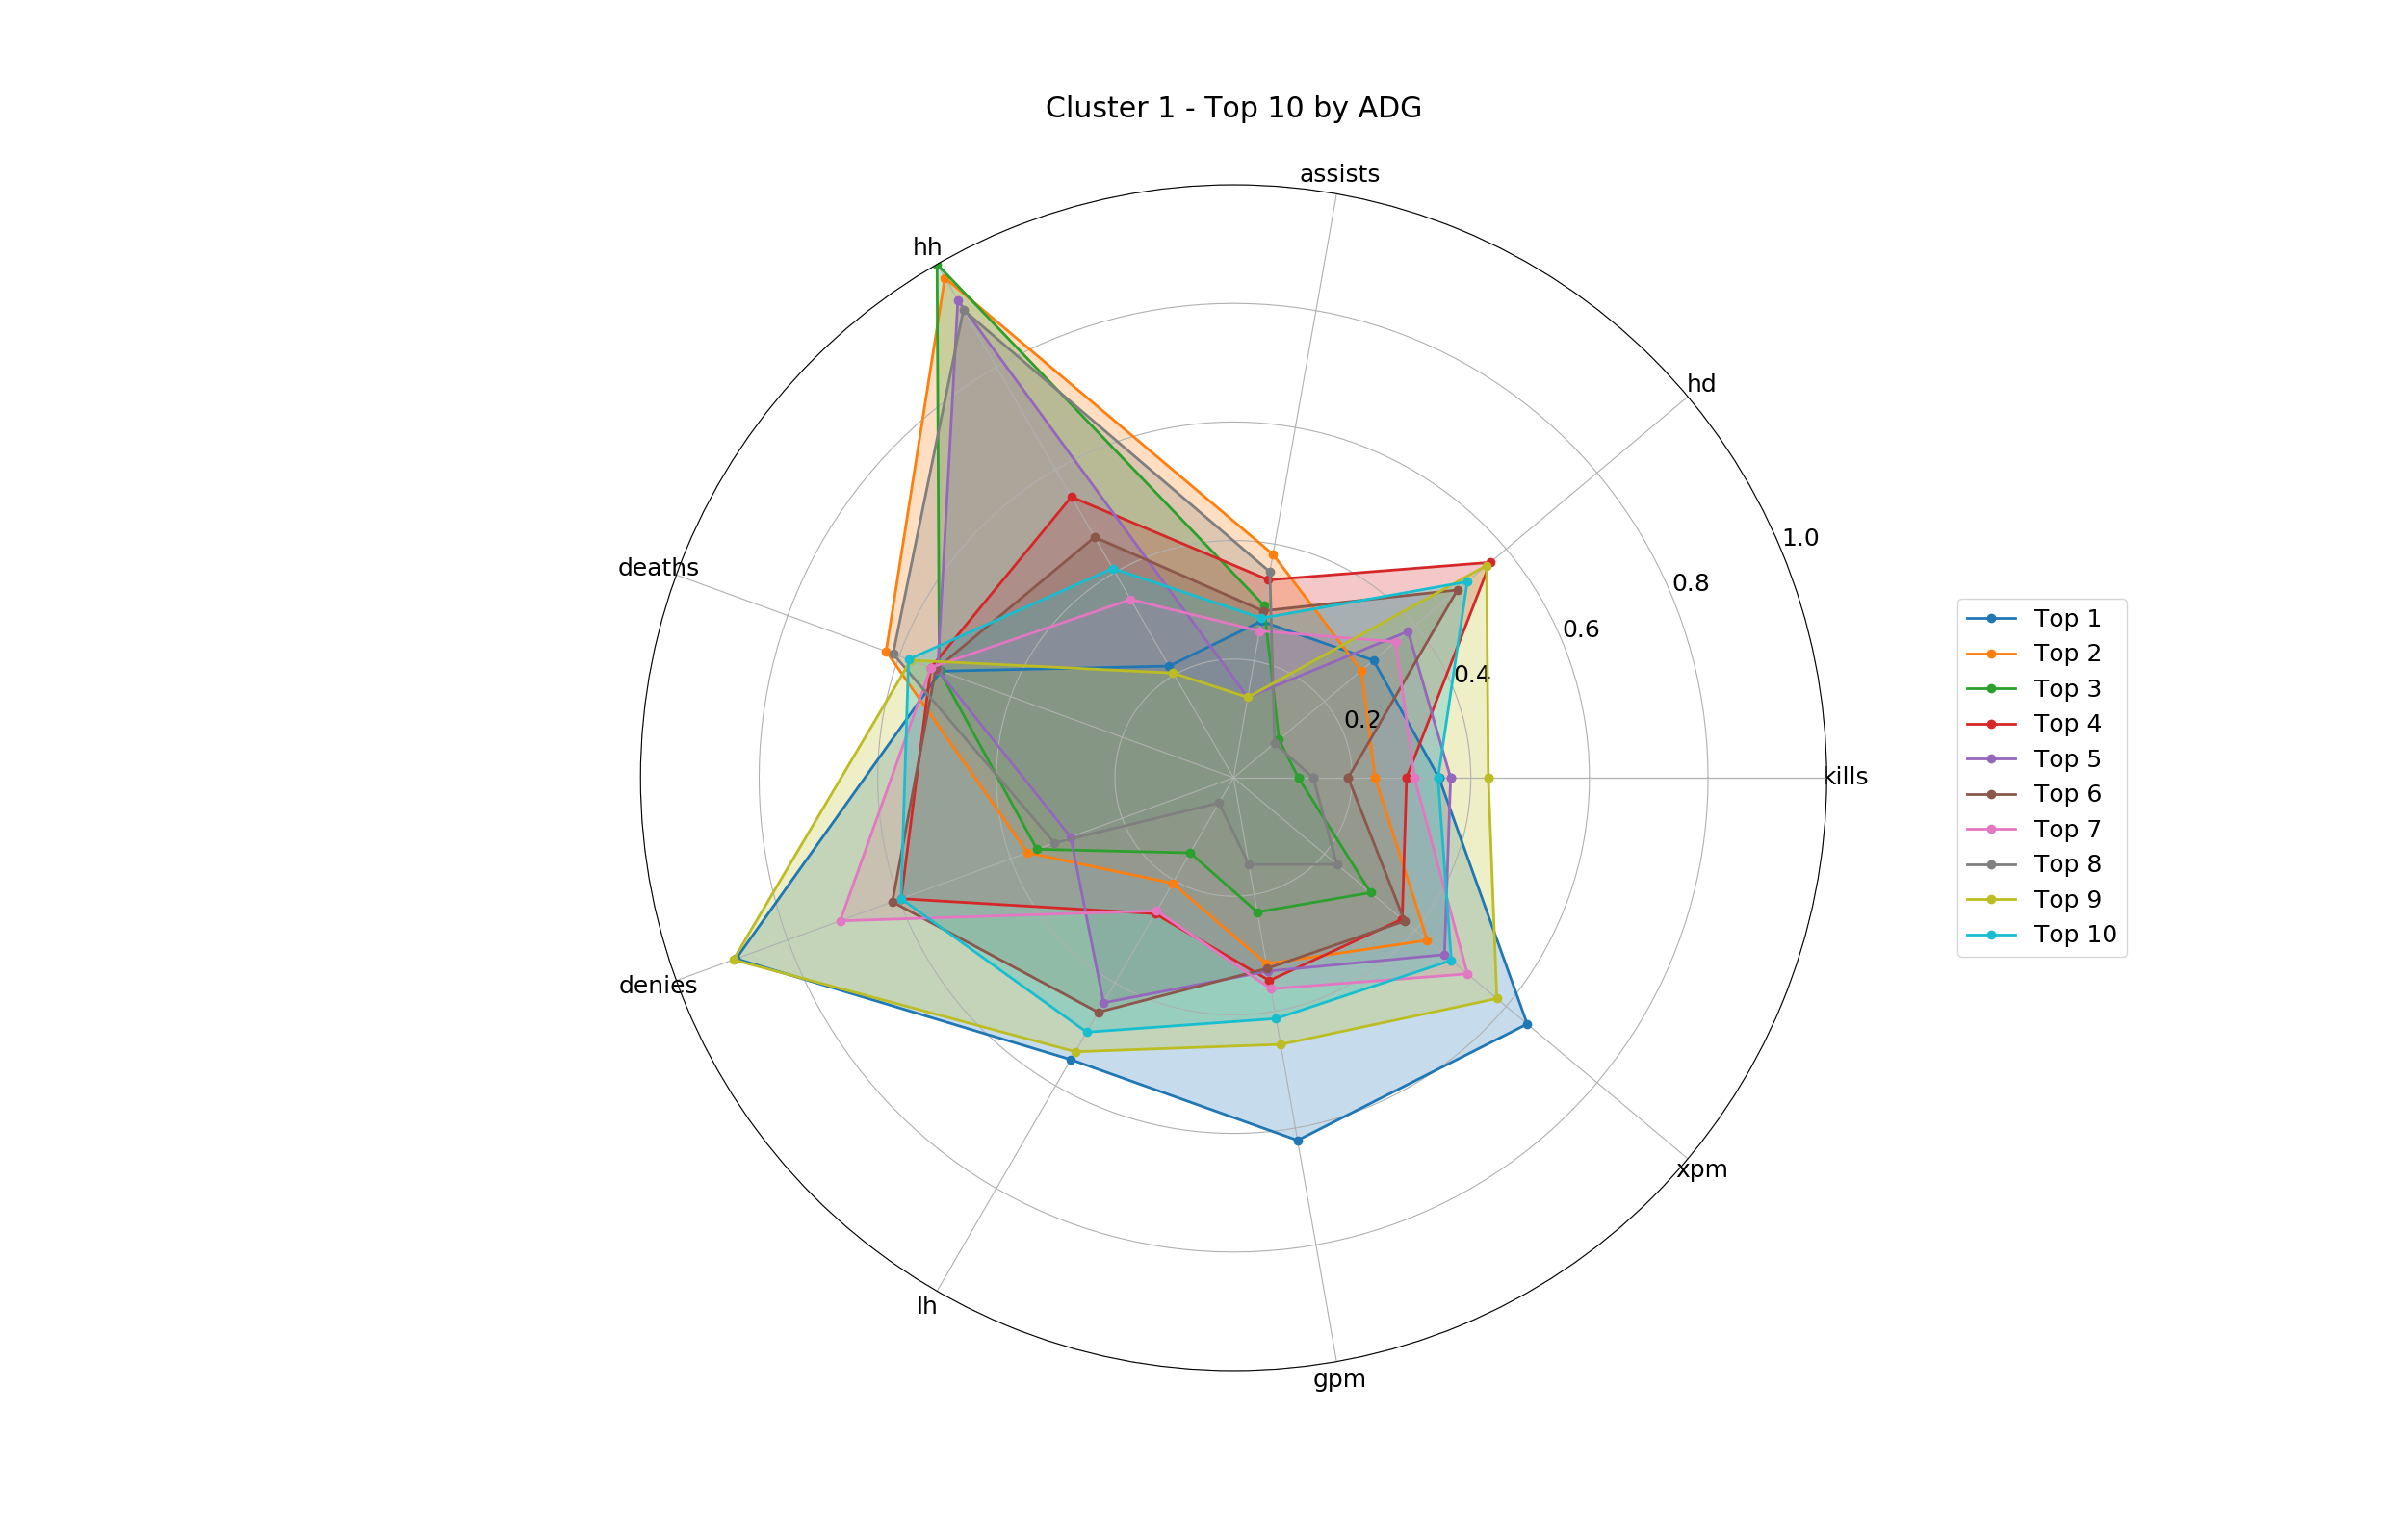 Cluster 1 - Top 10 by ADG
assists
hh
hd
1.0
deaths
0.8
0.6
0.4
0.2
kills
denies
xpm
lh
gpm
Top 1
Top 2
Top 3
Top 4
Top 5
Top 6
Top 7
Top 8
Top 9
Top 10